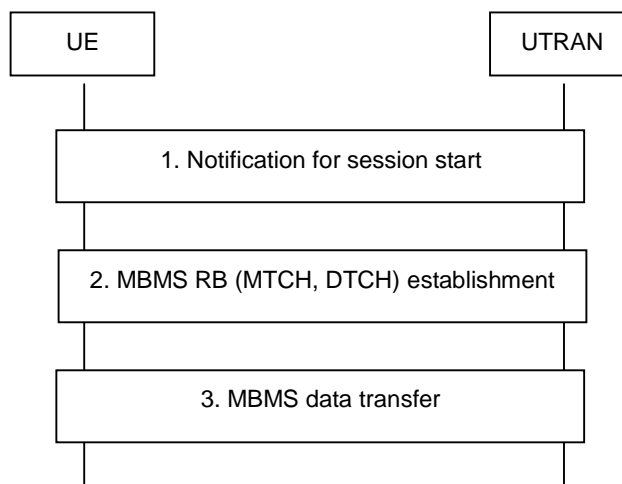 UE
UTRAN
1. Notification for session start
2. MBMS RB (MTCH, DTCH) establishment
3. MBMS data transfer